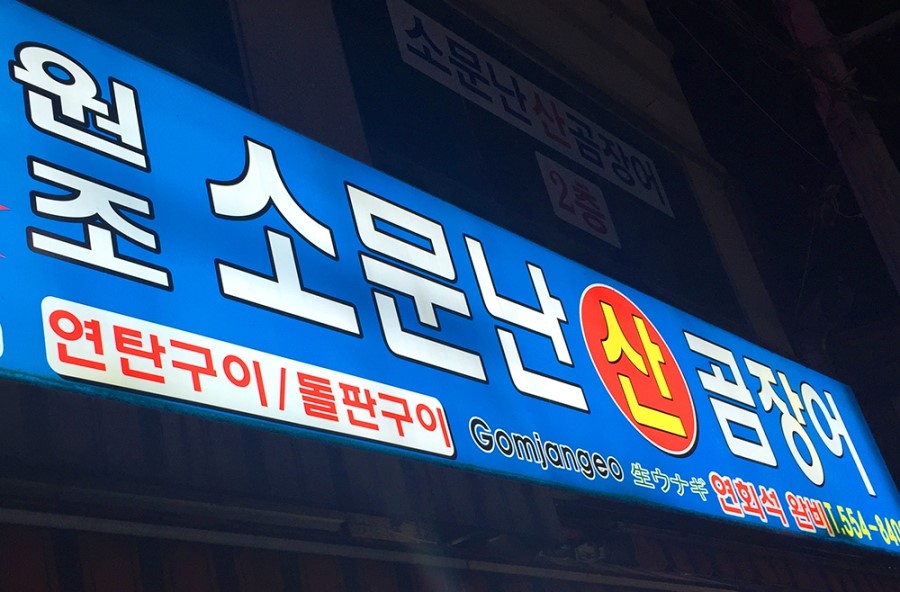 소문난산곰장어
2층
원조 소문난 산 곰장어
연탄구이/돌판구이
Gomjangeo 生ウナギ
연회석 완비 T.554-840